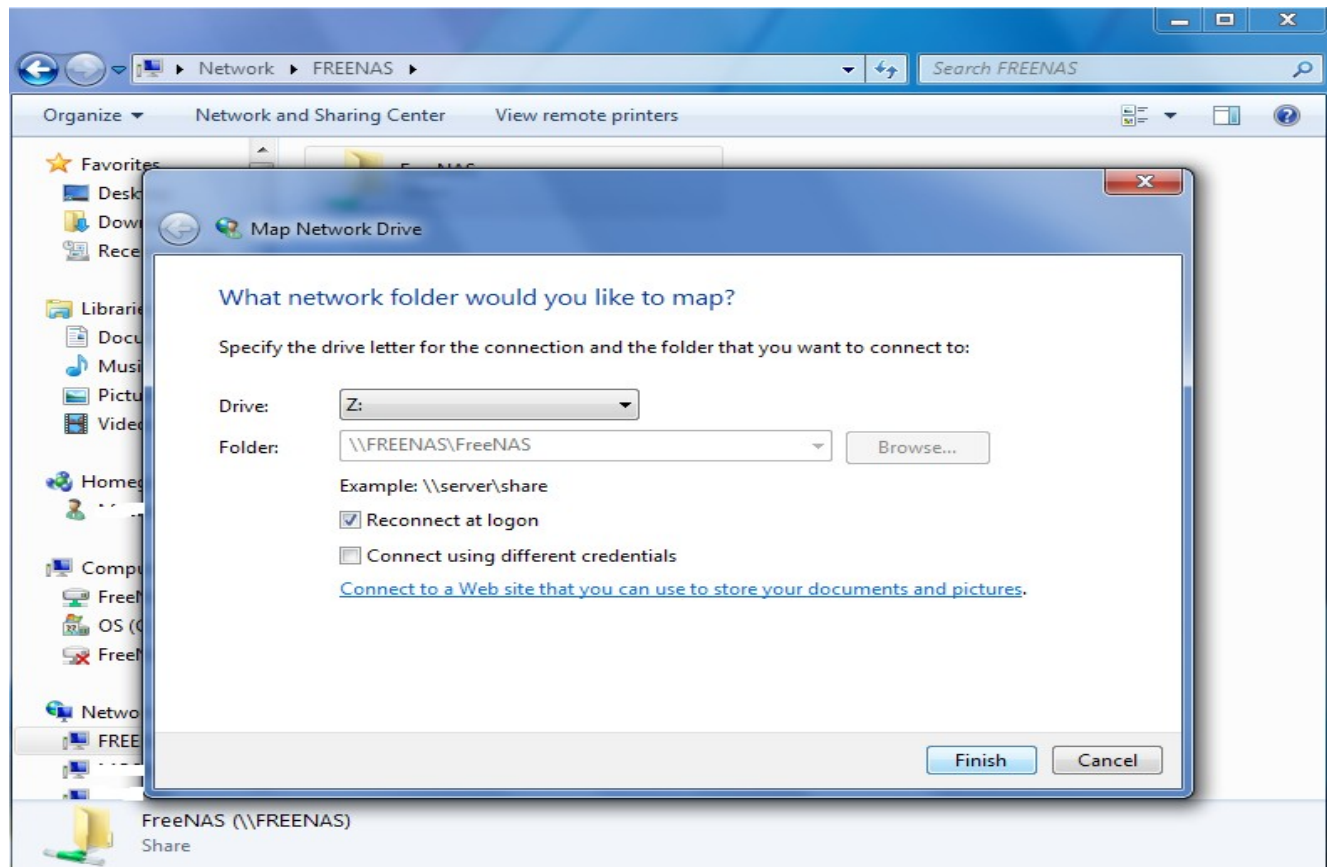 Network ▸ FREENAS ▸
Search FREENAS
Organize
Network and Sharing Center
View remote printers
Favorites
Map Network Drive
What network folder would you like to map?
Specify the drive letter for the connection and the folder that you want to connect to:
Drive:
Z:
Folder:
\\FREENAS\FreeNAS
Browse...
Example: \\server\share
Reconnect at logon
Connect using different credentials
Connect to a Web site that you can use to store your documents and pictures.
Desk
Dow
Rece
Librarie
Docu
Musi
Pictu
Vide
Home
Compu
Free
OS (C
Free
Netwo
FREE
Finish
Cancel
FreeNAS (\\FREENAS)
Share